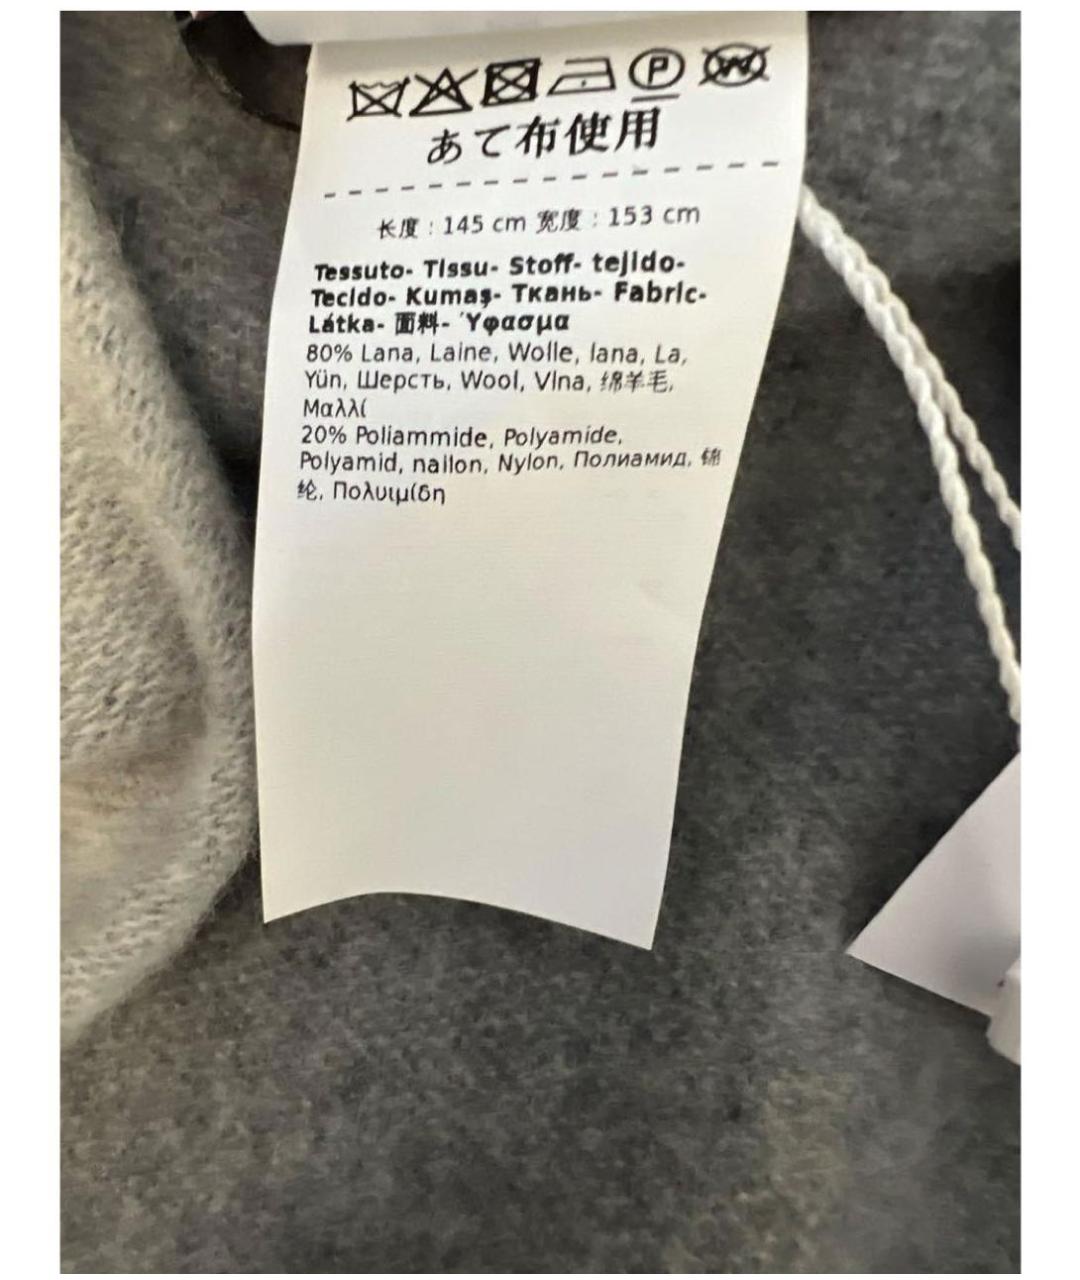 P W
あて布使用
长度：145 cm 宽度：153 cm
Tessuto- Tissu- Stoff- tejido-
Tecido- Kumaş- Ткань- Fabric-
Látka- 面料- Ύφασμα
80% Lana, Laine, Wolle, lana, La,
Yün, Шерсть, Wool, Vlna, 绵羊毛,
Μαλλί
20% Poliammide, Polyamide,
Polyamid, nailon, Nylon, Полиамид, 锦
纶, Πολυιμίδη